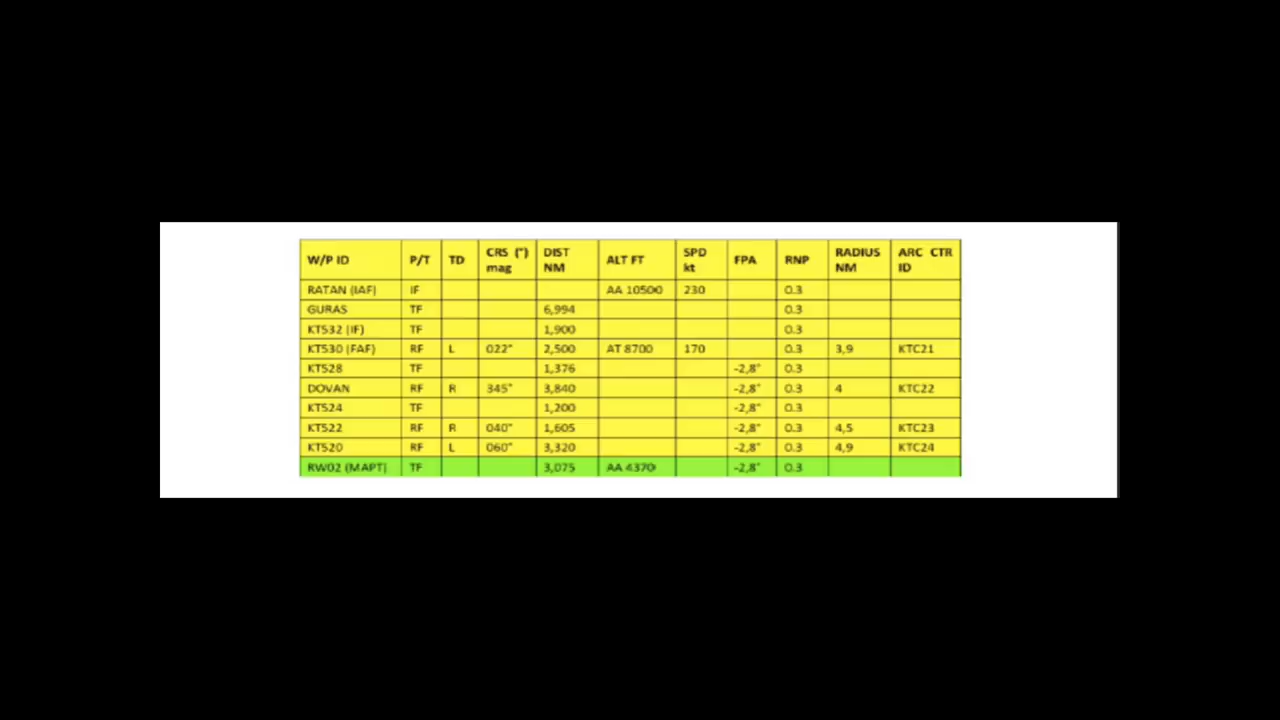 W/P ID P/T TD CRS (°) mag DIST NM ALT FT SPD kt FPA RNP RADIUS NM ARC CTR ID
RATAN (IAF) IF AA 10500 230 0.3
GURAS TF 6,994 0.3
KT532 (IF) TF 1,900 0.3
KT530 (FAF) RF L 022° 2,500 AT 8700 170 0.3 3,9 KTC21
KT528 TF 1,376 -2,8° 0.3
DOVAN RF R 345° 3,840 -2,8° 0.3 4 KTC22
KT524 TF 1,200 -2,8° 0.3
KT522 RF R 040° 1,605 -2,8° 0.3 4,5 KTC23
KT520 RF L 060° 3,320 -2,8° 0.3 4,9 KTC24
RW02 (MAPT) TF 3,075 AA 4370 -2,8° 0.3